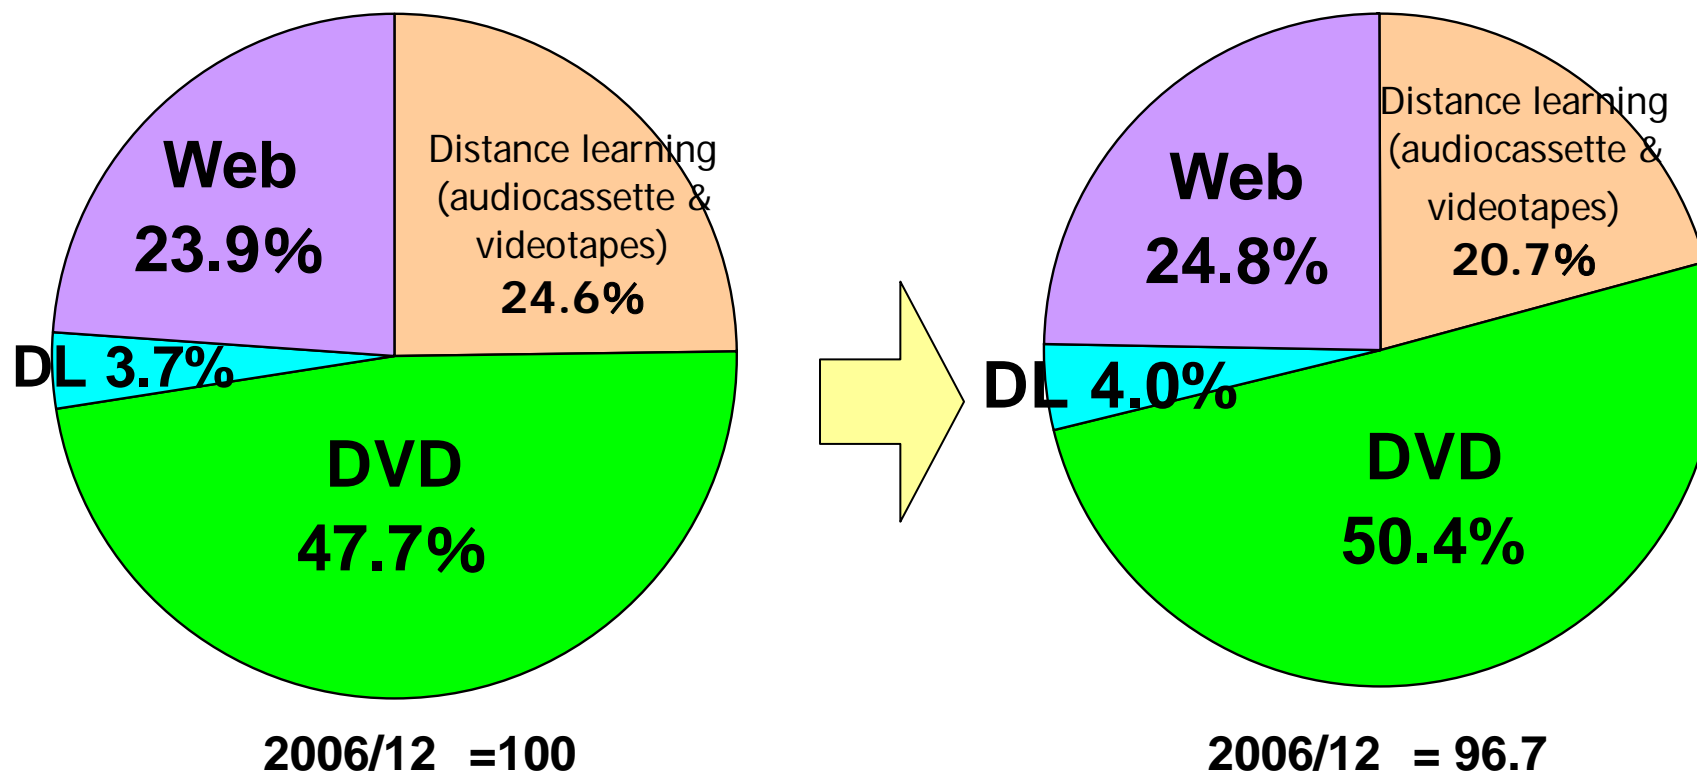 Web
23.9%
Distance learning
(audiocassette &
videotapes)
24.6%
DL 3.7%
DVD
47.7%
2006/12 =100
Web
24.8%
Distance learning
(audiocassette &
videotapes)
20.7%
DL 4.0%
DVD
50.4%
2006/12 = 96.7